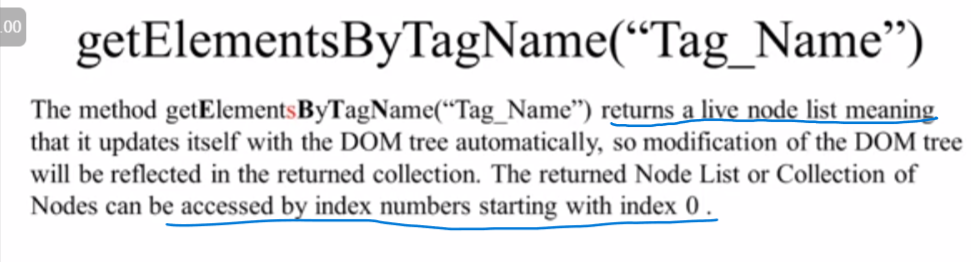 .00
getElementsByTagName(“Tag_Name”)
The method getElementsByTagName(“Tag_Name”) returns a live node list meaning
that it updates itself with the DOM tree automatically, so modification of the DOM tree
will be reflected in the returned collection. The returned Node List or Collection of
Nodes can be accessed by index numbers starting with index 0 .